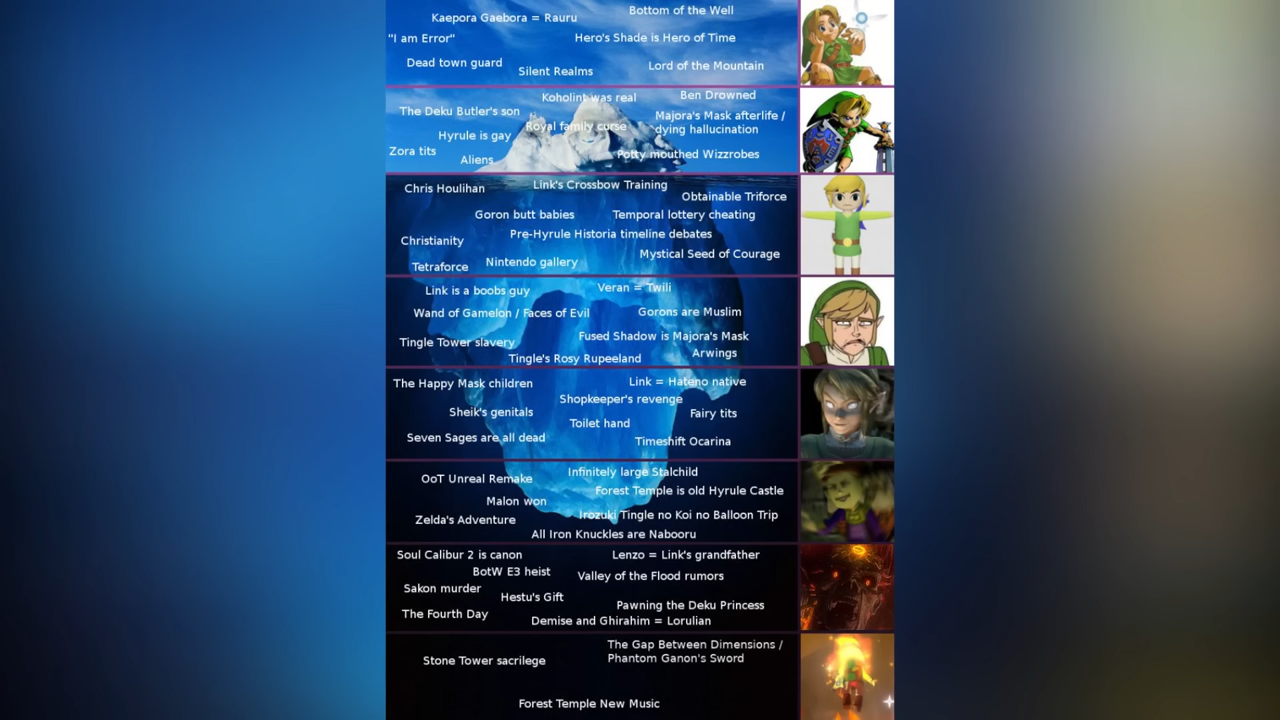 Kaepora Gaebora = Rauru
Bottom of the Well
"I am Error"
Hero's Shade is Hero of Time
Dead town guard
Silent Realms
Lord of the Mountain
Koholint was real
Ben Drowned
The Deku Butler's son
Majora's Mask afterlife /
dying hallucination
Royal family curse
Hyrule is gay
Zora tits
Aliens
Potty mouthed Wizzrobes
Chris Houlihan
Link's Crossbow Training
Obtainable Triforce
Goron butt babies
Temporal lottery cheating
Pre-Hyrule Historia timeline debates
Christianity
Mystical Seed of Courage
Tetraforce
Nintendo gallery
Link is a boobs guy
Veran = Twili
Wand of Gamelon / Faces of Evil
Gorons are Muslim
Fused Shadow is Majora's Mask
Tingle Tower slavery
Arwings
Tingle's Rosy Rupeeland
The Happy Mask children
Link = Hateno native
Shopkeeper's revenge
Sheik's genitals
Fairy tits
Toilet hand
Seven Sages are all dead
Timeshift Ocarina
Infinitely large Stalchild
OoT Unreal Remake
Forest Temple is old Hyrule Castle
Malon won
Zelda's Adventure
Irozuki Tingle no Koi no Balloon Trip
All Iron Knuckles are Nabooru
Soul Calibur 2 is canon
Lenzo = Link's grandfather
BotW E3 heist
Valley of the Flood rumors
Sakon murder
Hestu's Gift
Pawning the Deku Princess
The Fourth Day
Demise and Ghirahim = Lorulian
The Gap Between Dimensions /
Phantom Ganon's Sword
Stone Tower sacrilege
Forest Temple New Music